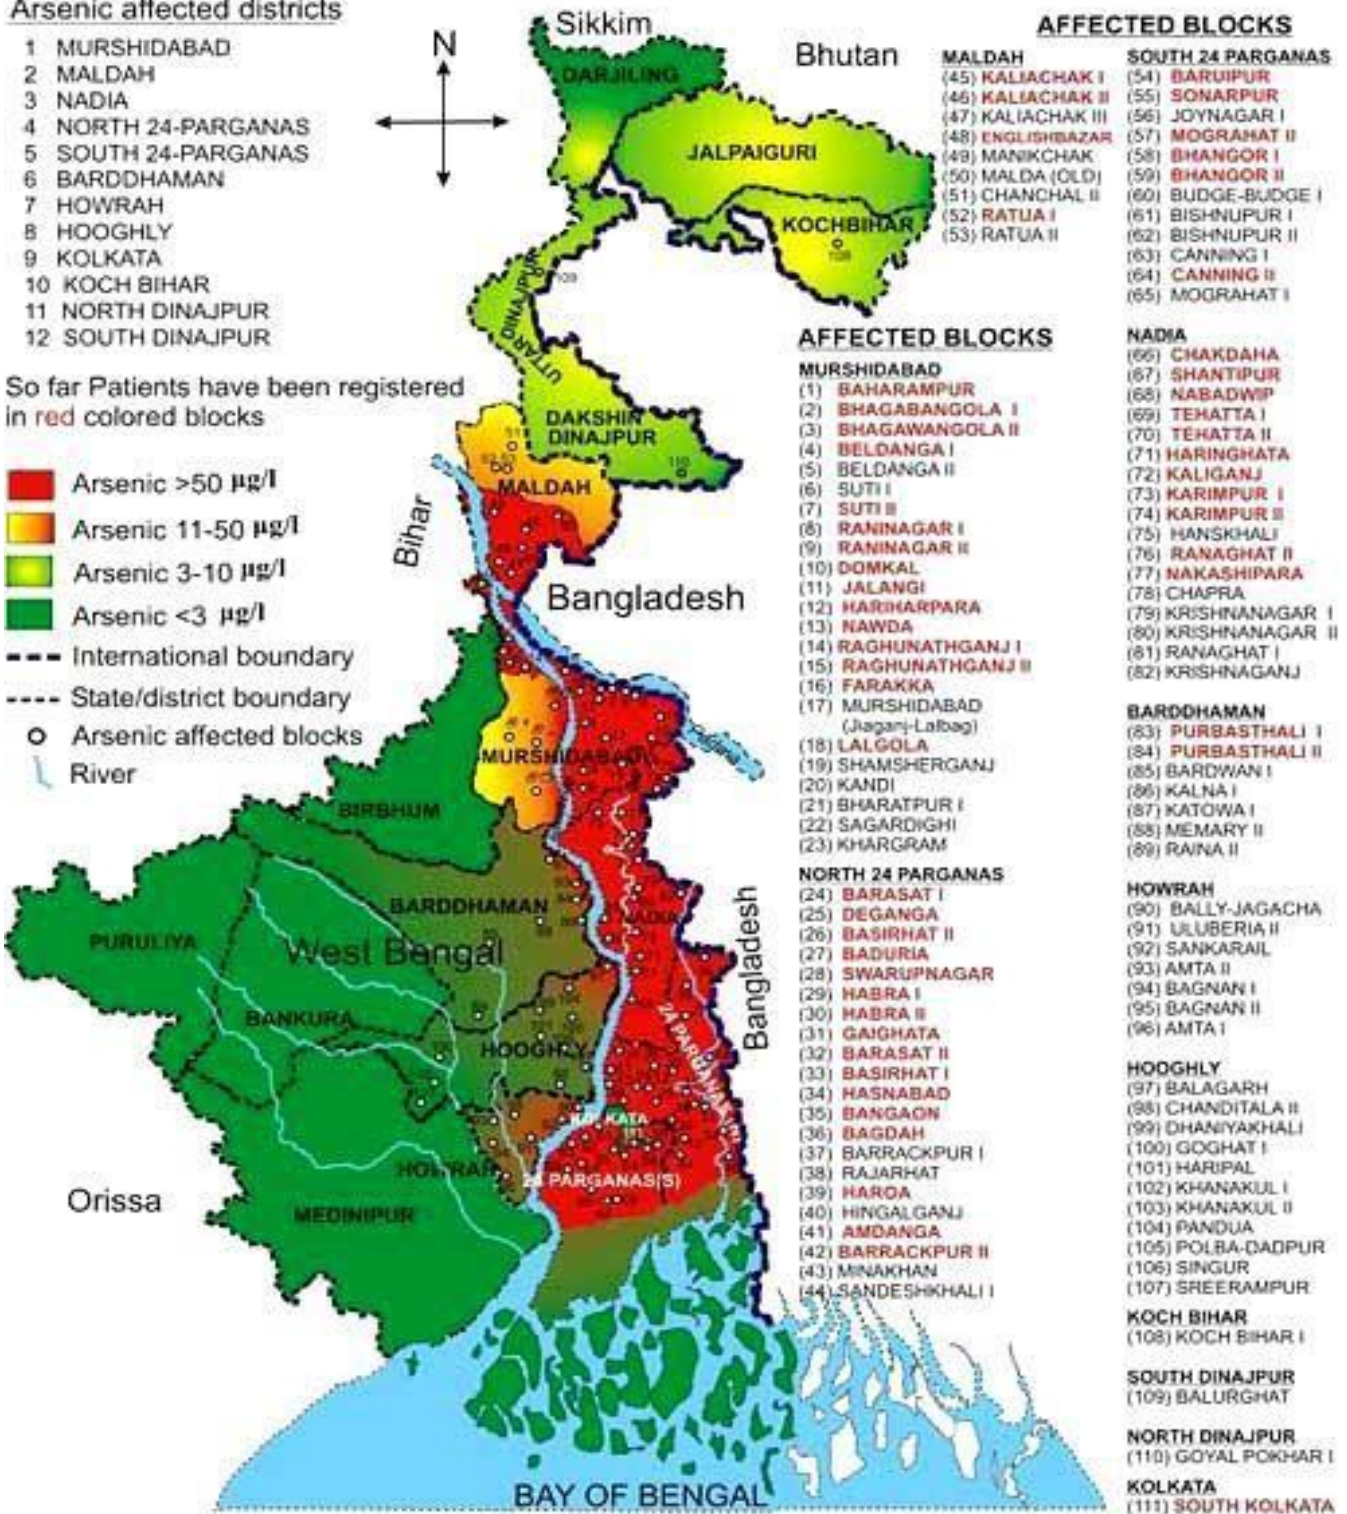 Arsenic affected districts
1 MURSHIDABAD
2 MALDAH
3 NADIA
4 NORTH 24-PARGANAS
5 SOUTH 24-PARGANAS
6 BARDDHAMAN
7 HOWRAH
8 HOOGHLY
9 KOLKATA
10 KOCH BIHAR
11 NORTH DINAJPUR
12 SOUTH DINAJPUR
So far Patients have been registered
in red colored blocks
Arsenic >50 µg/l
Arsenic 11-50 µg/l
Arsenic 3-10 µg/l
Arsenic <3 µg/l
International boundary
State/district boundary
Arsenic affected blocks
River
N
Sikkim
Bhutan
DARJILING
JALPAIGURI
KOCHBIHAR
108
UTTAR DINAJPUR
109
DAKSHIN
DINAJPUR
110
MALDAH
Bihar
Bangladesh
MURSHIDABAD
BIRBHUM
BARDDHAMAN
NADIA
PURULIYA
West Bengal
BANKURA
HOOGHLY
24 PARGANAS(N)
Bangladesh
KOLKATA
HOWRAH
24 PARGANAS(S)
Orissa
MEDINIPUR
BAY OF BENGAL
AFFECTED BLOCKS
MALDAH
(45) KALIACHAK I
(46) KALIACHAK II
(47) KALIACHAK III
(48) ENGLISHBAZAR
(49) MANIKCHAK
(50) MALDA (OLD)
(51) CHANCHAL II
(52) RATUA I
(53) RATUA II
SOUTH 24 PARGANAS
(54) BARUIPUR
(55) SONARPUR
(56) JOYNAGAR I
(57) MOGRAHAT II
(58) BHANGOR I
(59) BHANGOR II
(60) BUDGE-BUDGE I
(61) BISHNUPUR I
(62) BISHNUPUR II
(63) CANNING I
(64) CANNING II
(65) MOGRAHAT I
AFFECTED BLOCKS
MURSHIDABAD
(1) BAHARAMPUR
(2) BHAGABANGOLA I
(3) BHAGAWANGOLA II
(4) BELDANGA I
(5) BELDANGA II
(6) SUTI I
(7) SUTI II
(8) RANINAGAR I
(9) RANINAGAR II
(10) DOMKAL
(11) JALANGI
(12) HARIHARPARA
(13) NAWDA
(14) RAGHUNATHGANJ I
(15) RAGHUNATHGANJ II
(16) FARAKKA
(17) MURSHIDABAD
(Jiaganj-Lalbag)
(18) LALGOLA
(19) SHAMSHERGANJ
(20) KANDI
(21) BHARATPUR I
(22) SAGARDIGHI
(23) KHARGRAM
NORTH 24 PARGANAS
(24) BARASAT I
(25) DEGANGA
(26) BASIRHAT II
(27) BADURIA
(28) SWARUPNAGAR
(29) HABRA I
(30) HABRA II
(31) GAIGHATA
(32) BARASAT II
(33) BASIRHAT I
(34) HASNABAD
(35) BANGAON
(36) BAGDAH
(37) BARRACKPUR I
(38) RAJARHAT
(39) HAROA
(40) HINGALGANJ
(41) AMDANGA
(42) BARRACKPUR II
(43) MINAKHAN
(44) SANDESHKHALI I
NADIA
(66) CHAKDAHA
(67) SHANTIPUR
(68) NABADWIP
(69) TEHATTA I
(70) TEHATTA II
(71) HARINGHATA
(72) KALIGANJ
(73) KARIMPUR I
(74) KARIMPUR II
(75) HANSKHALI
(76) RANAGHAT II
(77) NAKASHIPARA
(78) CHAPRA
(79) KRISHNANAGAR I
(80) KRISHNANAGAR II
(81) RANAGHAT I
(82) KRISHNAGANJ
BARDDHAMAN
(83) PURBASTHALI I
(84) PURBASTHALI II
(85) BARDWAN I
(86) KALNA I
(87) KATOWA I
(88) MEMARY II
(89) RAINA II
HOWRAH
(90) BALLY-JAGACHA
(91) ULUBERIA II
(92) SANKARAIL
(93) AMTA II
(94) BAGNAN I
(95) BAGNAN II
(96) AMTA I
HOOGHLY
(97) BALAGARH
(98) CHANDITALA II
(99) DHANIYAKHALI
(100) GOGHAT I
(101) HARIPAL
(102) KHANAKUL I
(103) KHANAKUL II
(104) PANDUA
(105) POLBA-DADPUR
(106) SINGUR
(107) SREERAMPUR
KOCH BIHAR
(108) KOCH BIHAR I
SOUTH DINAJPUR
(109) BALURGHAT
NORTH DINAJPUR
(110) GOYAL POKHAR I
KOLKATA
(111) SOUTH KOLKATA